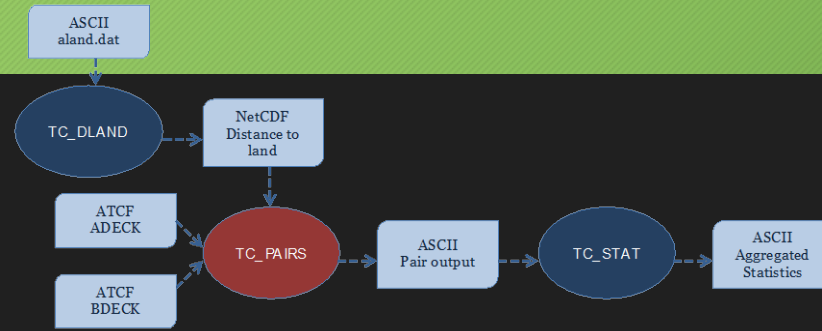 ASCII
aland.dat
TC_DLAND
NetCDF
Distance to
land
ATCF
ADECK
ATCF
BDECK
TC_PAIRS
ASCII
Pair output
TC_STAT
ASCII
Aggregated
Statistics